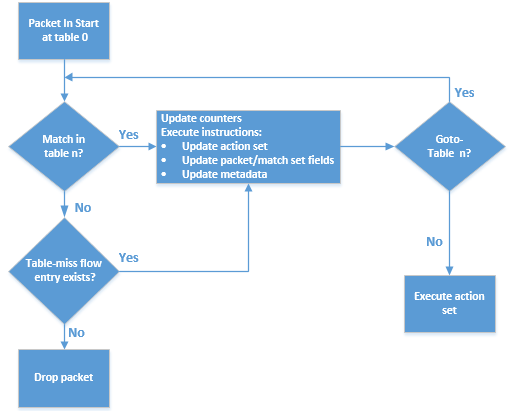 Packet In Start
at table 0
Yes
Match in
table n?
Yes
Update counters
Execute instructions:
• Update action set
• Update packet/match set fields
• Update metadata
Goto-
Table n?
No
No
Table-miss flow
entry exists?
Yes
Execute action
set
No
Drop packet